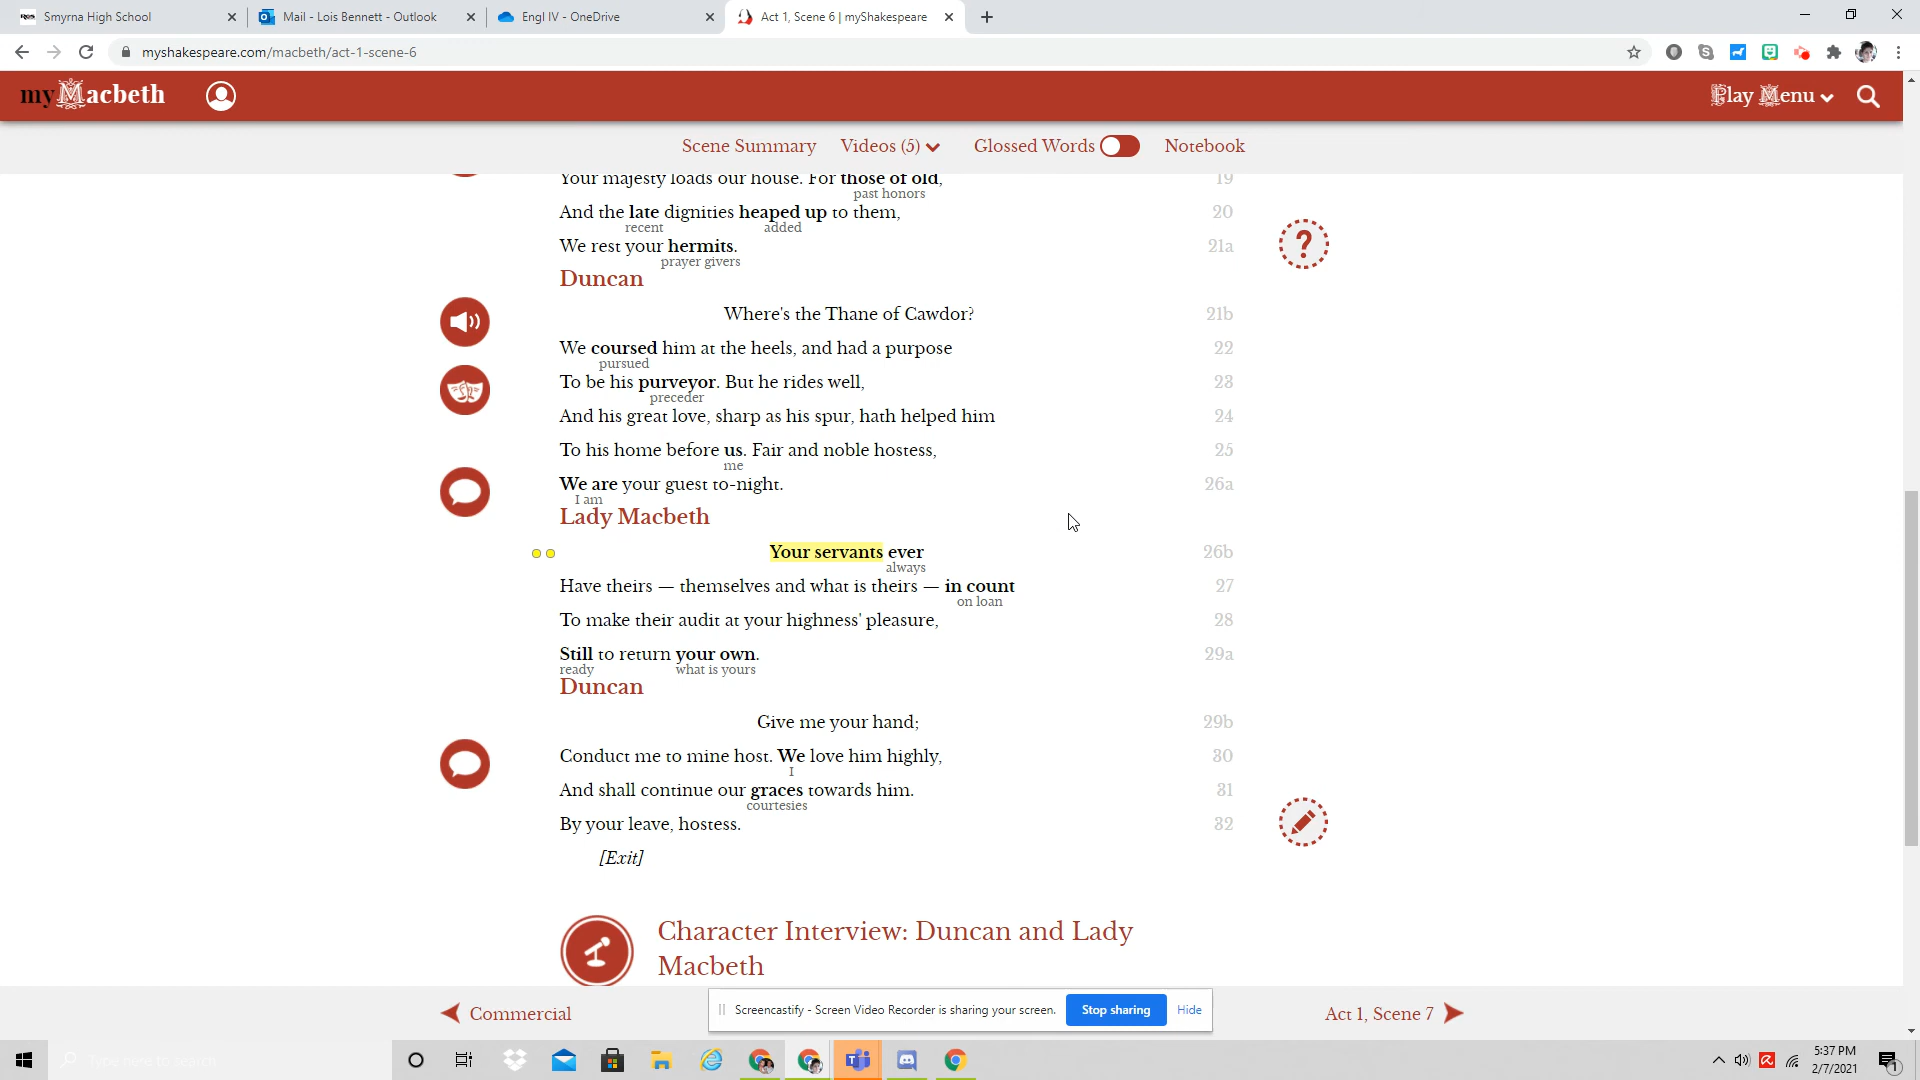 Smyrna High School
Mail - Lois Bennett - Outlook
Engl IV - OneDrive
Act 1, Scene 6 | myShakespeare
myshakespeare.com/macbeth/act-1-scene-6
myMacbeth
Play Menu
Scene Summary Videos (5) Glossed Words Notebook
Your majesty loads our house. For those of old, 19
past honors
And the late dignities heaped up to them, 20
recent added
We rest your hermits. 21a
prayer givers
?
Duncan
Where's the Thane of Cawdor? 21b
We coursed him at the heels, and had a purpose 22
pursued
To be his purveyor. But he rides well, 23
preceder
And his great love, sharp as his spur, hath helped him 24
To his home before us. Fair and noble hostess, 25
me
We are your guest to-night. 26a
I am
Lady Macbeth
Your servants ever 26b
always
Have theirs — themselves and what is theirs — in count 27
on loan
To make their audit at your highness' pleasure, 28
Still to return your own. 29a
ready what is yours
Duncan
Give me your hand; 29b
Conduct me to mine host. We love him highly, 30
I
And shall continue our graces towards him. 31
courtesies
By your leave, hostess. 32
[Exit]
Character Interview: Duncan and Lady
Macbeth
Commercial
Screencastify - Screen Video Recorder is sharing your screen. Stop sharing Hide
Act 1, Scene 7
Type here to search
5:37 PM
2/7/2021
1